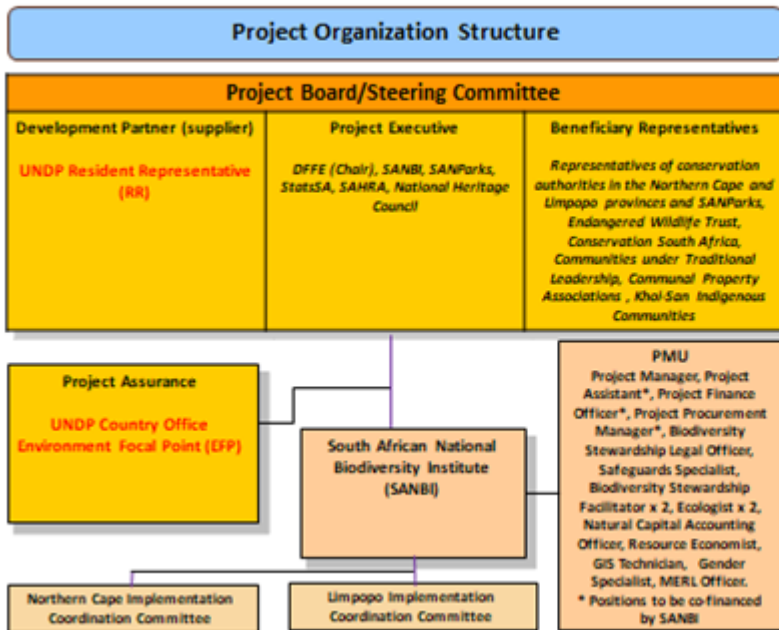 Project Organization Structure
Project Board/Steering Committee
Development Partner (supplier)
UNDP Resident Representative
(RR)
Project Executive
DFFE (Chair), SANBI, SANParks,
StatsSA, SAHRA, National Heritage
Council
Beneficiary Representatives
Representatives of conservation
authorities in the Northern Cape and
Limpopo provinces and SANParks,
Endangered Wildlife Trust,
Conservation South Africa,
Communities under Traditional
Leadership, Communal Property
Associations , Khoi-San Indigenous
Communities
Project Assurance
UNDP Country Office
Environment Focal Point (EFP)
South African National
Biodiversity Institute
(SANBI)
PMU
Project Manager, Project
Assistant*, Project Finance
Officer*, Project Procurement
Manager*, Biodiversity
Stewardship Legal Officer,
Safeguards Specialist,
Biodiversity Stewardship
Facilitator x 2, Ecologist x 2,
Natural Capital Accounting
Officer, Resource Economist,
GIS Technician, Gender
Specialist, MERL Officer.
* Positions to be co-financed
by SANBI
Northern Cape Implementation
Coordination Committee
Limpopo Implementation
Coordination Committee